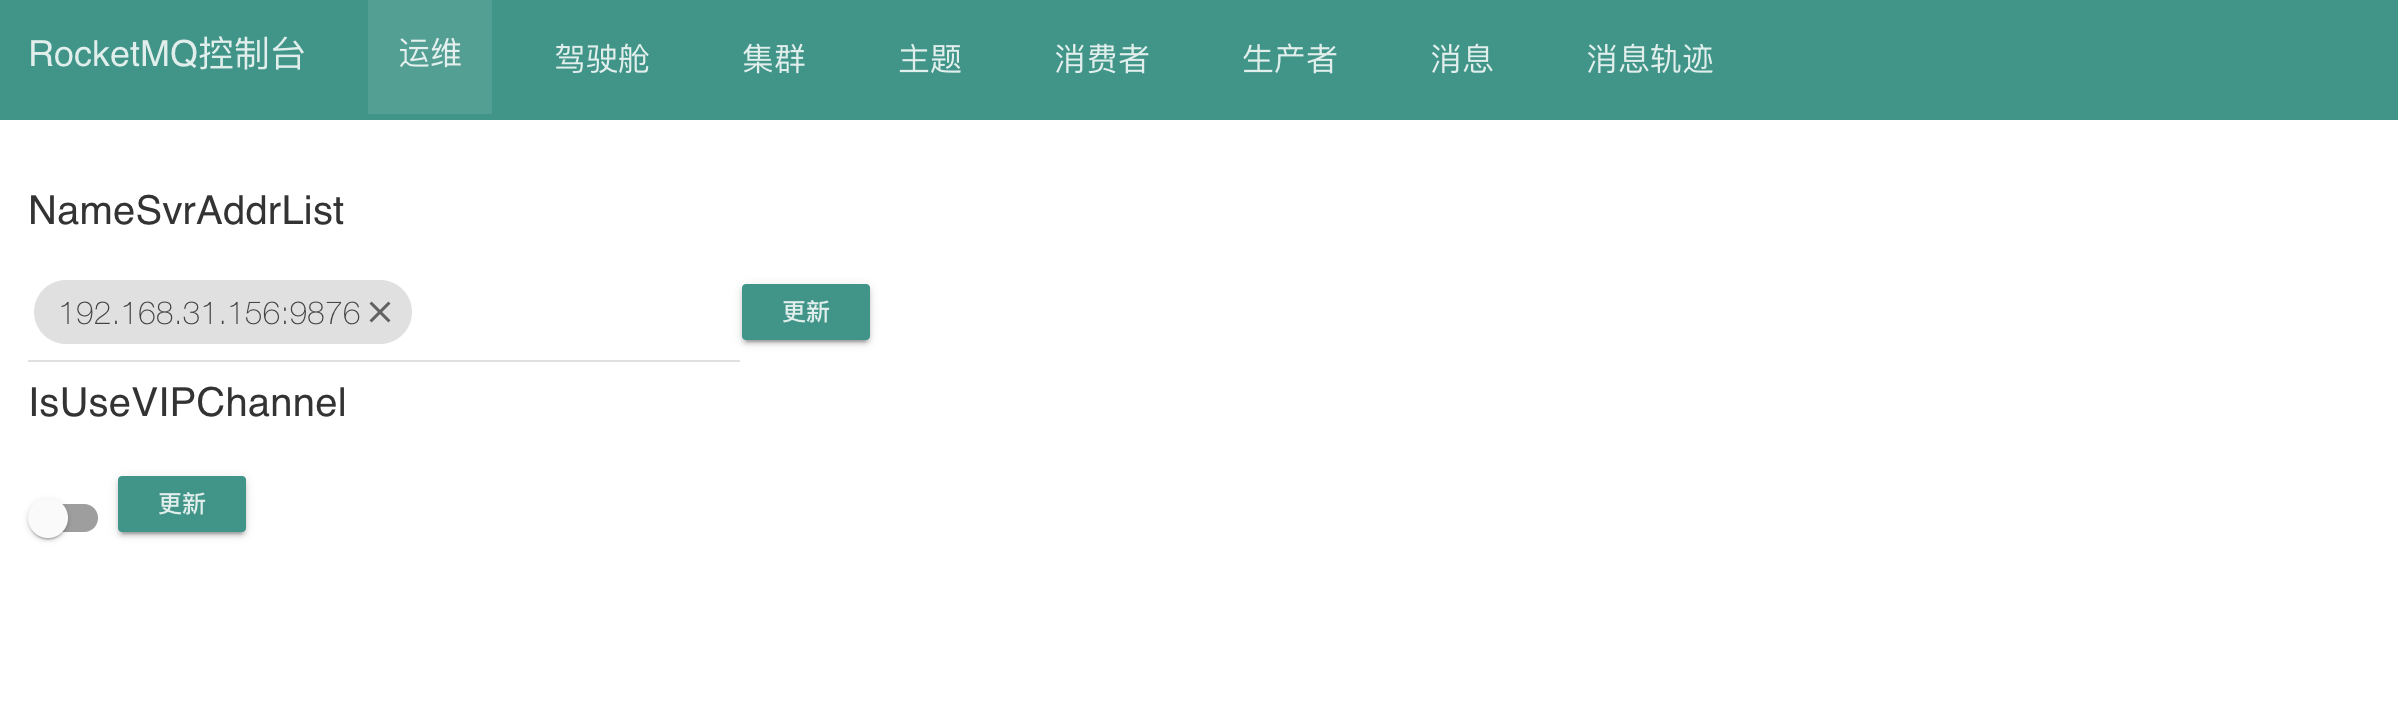 RocketMQ控制台 运维 驾驶舱 集群 主题 消费者 生产者 消息 消息轨迹
NameSvrAddrList
192.168.31.156:9876 更新
IsUseVIPChannel
更新